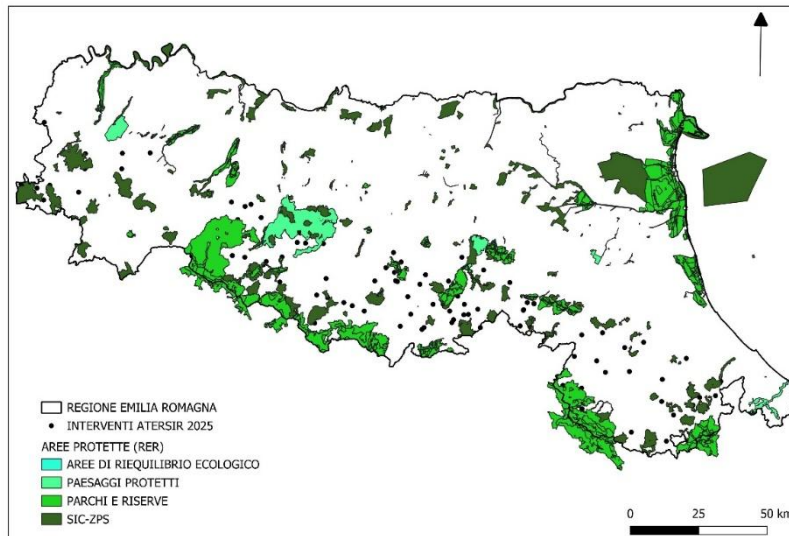 REGIONE EMILIA ROMAGNA
INTERVENTI ATERSIR 2025
AREE PROTETTE (RER)
AREE DI RIEQUILIBRIO ECOLOGICO
PAESAGGI PROTETTI
PARCHI E RISERVE
SIC-ZPS
0 25 50 km